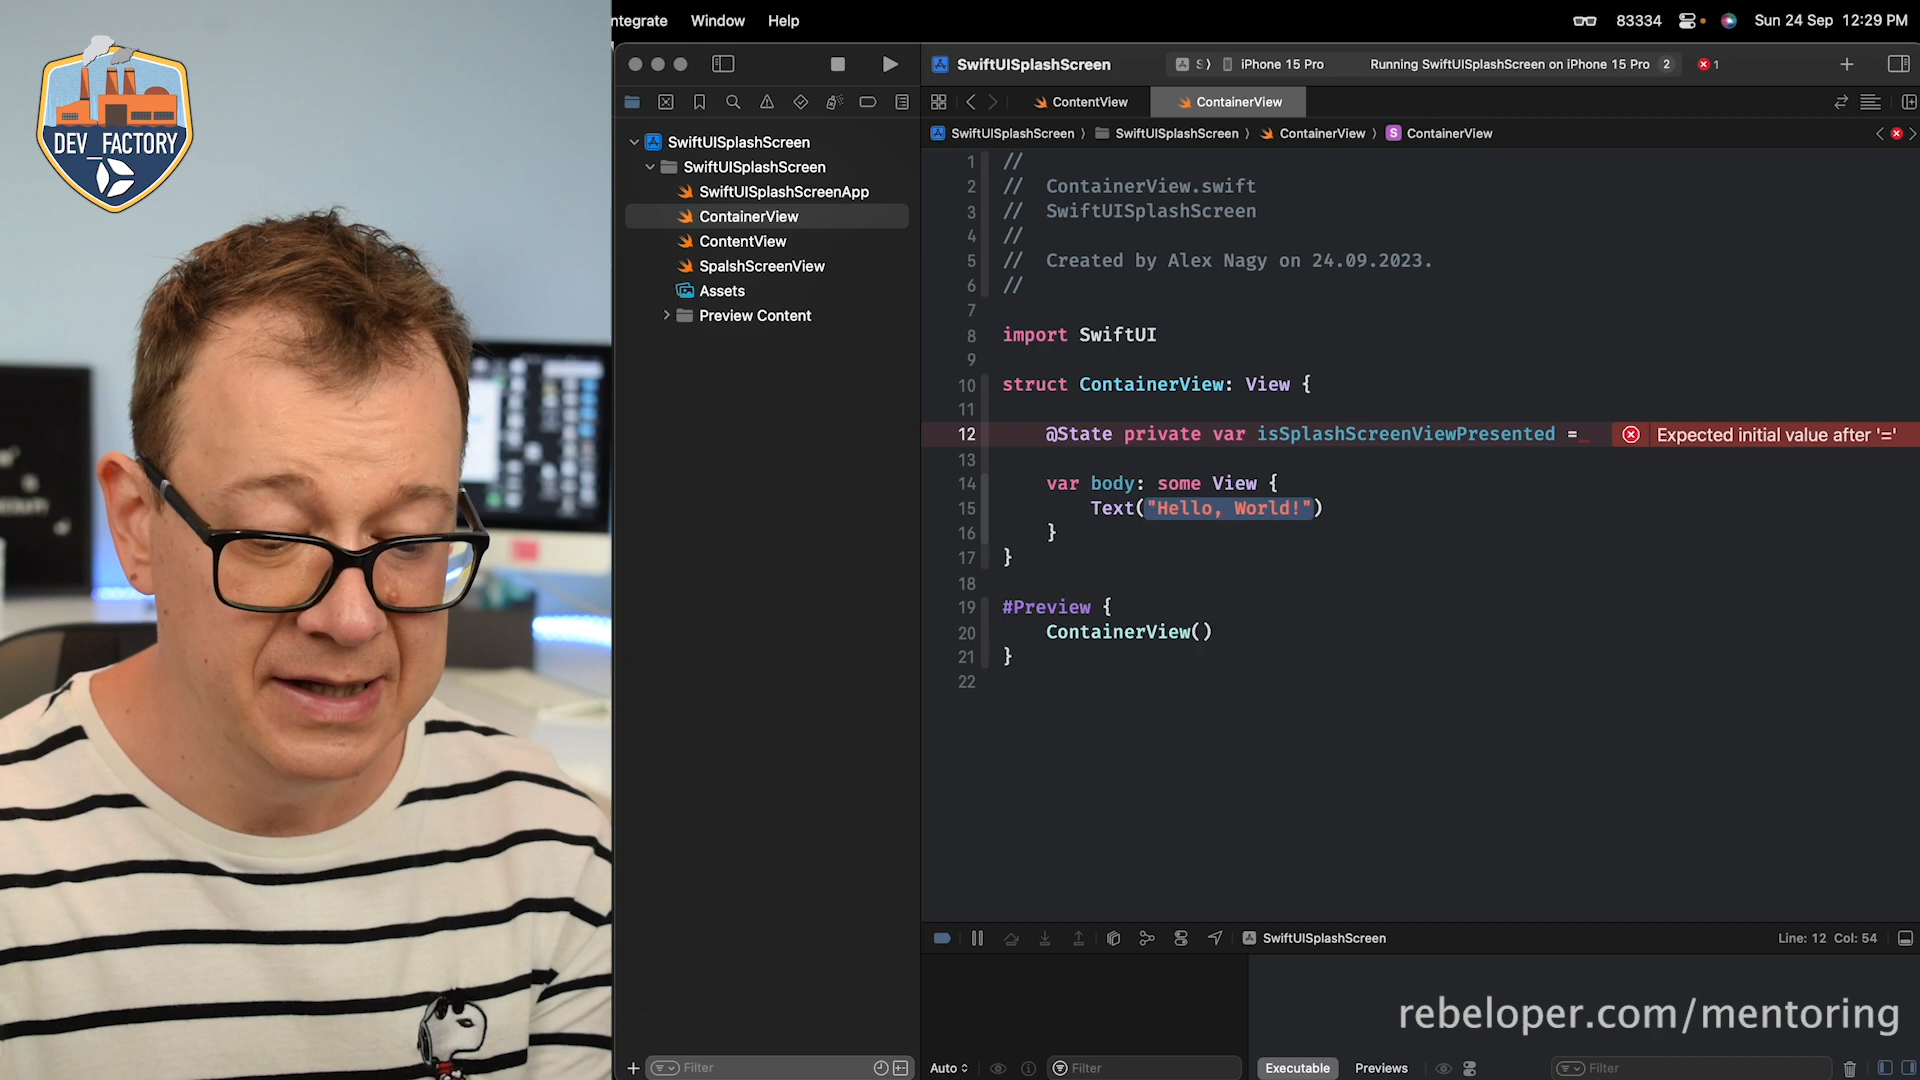 ntegrate Window Help 83334 Sun 24 Sep 12:29 PM
DEV_FACTORY
SwiftUISplashScreen iPhone 15 Pro Running SwiftUISplashScreen on iPhone 15 Pro 2 1
ContentView ContainerView
SwiftUISplashScreen SwiftUISplashScreen ContainerView S ContainerView
SwiftUISplashScreen
SwiftUISplashScreen
SwiftUISplashScreenApp
ContainerView
ContentView
SpalshScreenView
Assets
Preview Content
1 //
2 // ContainerView.swift
3 // SwiftUISplashScreen
4 //
5 // Created by Alex Nagy on 24.09.2023.
6 //
7
8 import SwiftUI
9
10 struct ContainerView: View {
11
12 @State private var isSplashScreenViewPresented = Expected initial value after '='
13
14 var body: some View {
15 Text("Hello, World!")
16 }
17 }
18
19 #Preview {
20 ContainerView()
21 }
22
SwiftUISplashScreen Line: 12 Col: 54
rebeloper.com/mentoring
Filter Auto Filter Executable Previews Filter